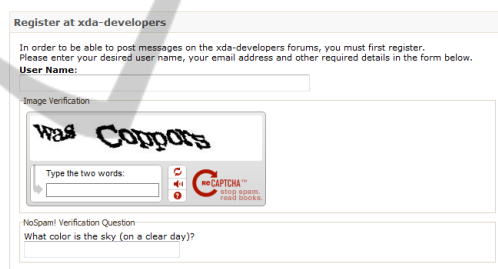 Register at xda-developers
In order to be able to post messages on the xda-developers forums, you must first register.
Please enter your desired user name, your email address and other required details in the form below.
User Name:
Image Verification
was Coppors
Type the two words:
reCAPTCHA™
stop spam.
read books.
NoSpam! Verification Question
What color is the sky (on a clear day)?